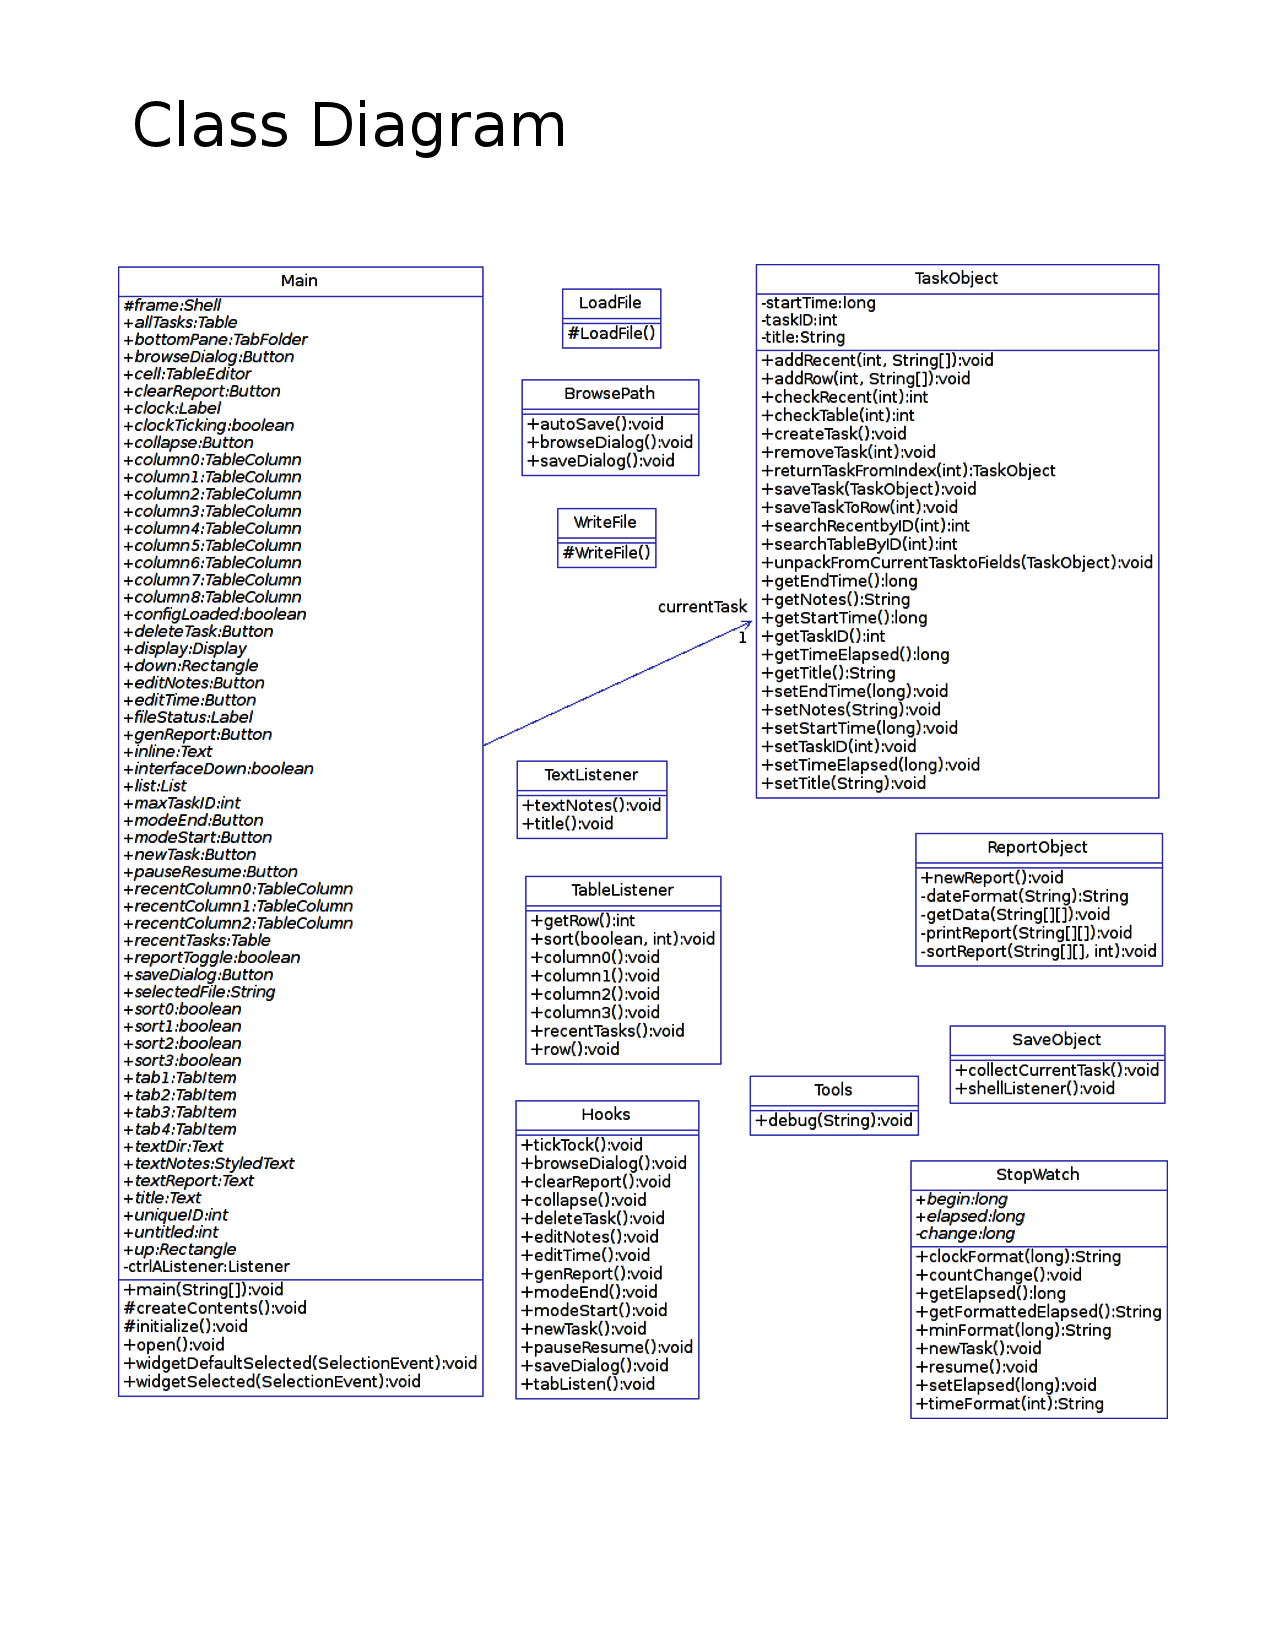 Class Diagram
Main
#frame:Shell
+allTasks:Table
+bottomPane:TabFolder
+browseDialog:Button
+cell:TableEditor
+clearReport:Button
+clock:Label
+clockTicking:boolean
+collapse:Button
+column0:TableColumn
+column1:TableColumn
+column2:TableColumn
+column3:TableColumn
+column4:TableColumn
+column5:TableColumn
+column6:TableColumn
+column7:TableColumn
+column8:TableColumn
+configLoaded:boolean
+deleteTask:Button
+display:Display
+down:Rectangle
+editNotes:Button
+editTime:Button
+fileStatus:Label
+genReport:Button
+inline:Text
+interfaceDown:boolean
+list:List
+maxTaskID:int
+modeEnd:Button
+modeStart:Button
+newTask:Button
+pauseResume:Button
+recentColumn0:TableColumn
+recentColumn1:TableColumn
+recentColumn2:TableColumn
+recentTasks:Table
+reportToggle:boolean
+saveDialog:Button
+selectedFile:String
+sort0:boolean
+sort1:boolean
+sort2:boolean
+sort3:boolean
+tab1:TabItem
+tab2:TabItem
+tab3:TabItem
+tab4:TabItem
+textDir:Text
+textNotes:StyledText
+textReport:Text
+title:Text
+uniqueID:int
+untitled:int
+up:Rectangle
-ctrlAListener:Listener
+main(String[]):void
#createContents():void
#initialize():void
+open():void
+widgetDefaultSelected(SelectionEvent):void
+widgetSelected(SelectionEvent):void
LoadFile
#LoadFile()
BrowsePath
+autoSave():void
+browseDialog():void
+saveDialog():void
WriteFile
#WriteFile()
currentTask
1
TextListener
+textNotes():void
+title():void
TableListener
+getRow():int
+sort(boolean, int):void
+column0():void
+column1():void
+column2():void
+column3():void
+recentTasks():void
+row():void
Hooks
+tickTock():void
+browseDialog():void
+clearReport():void
+collapse():void
+deleteTask():void
+editNotes():void
+editTime():void
+genReport():void
+modeEnd():void
+modeStart():void
+newTask():void
+pauseResume():void
+saveDialog():void
+tabListen():void
TaskObject
-startTime:long
-taskID:int
-title:String
+addRecent(int, String[]):void
+addRow(int, String[]):void
+checkRecent(int):int
+checkTable(int):int
+createTask():void
+removeTask(int):void
+returnTaskFromIndex(int):TaskObject
+saveTask(TaskObject):void
+saveTaskToRow(int):void
+searchRecentbyID(int):int
+searchTableByID(int):int
+unpackFromCurrentTasktoFields(TaskObject):void
+getEndTime():long
+getNotes():String
+getStartTime():long
+getTaskID():int
+getTimeElapsed():long
+getTitle():String
+setEndTime(long):void
+setNotes(String):void
+setStartTime(long):void
+setTaskID(int):void
+setTimeElapsed(long):void
+setTitle(String):void
ReportObject
+newReport():void
-dateFormat(String):String
-getData(String[][]):void
-printReport(String[][]):void
-sortReport(String[][], int):void
SaveObject
+collectCurrentTask():void
+shellListener():void
Tools
+debug(String):void
StopWatch
+begin:long
+elapsed:long
-change:long
+clockFormat(long):String
+countChange():void
+getElapsed():long
+getFormattedElapsed():String
+minFormat(long):String
+newTask():void
+resume():void
+setElapsed(long):void
+timeFormat(int):String